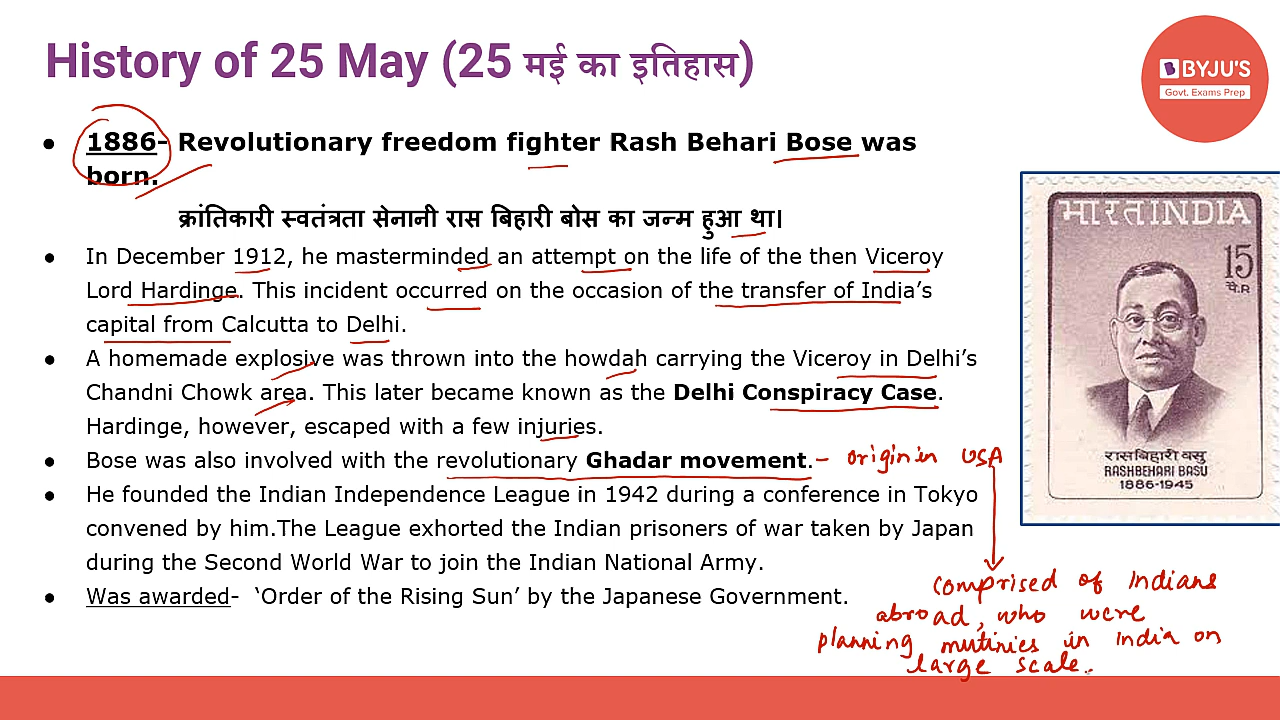 History of 25 May (25 मई का इतिहास)
BYJU'S
Govt. Exams Prep
● 1886- Revolutionary freedom fighter Rash Behari Bose was
born.
क्रांतिकारी स्वतंत्रता सेनानी रास बिहारी बोस का जन्म हुआ था।
● In December 1912, he masterminded an attempt on the life of the then Viceroy
Lord Hardinge. This incident occurred on the occasion of the transfer of India's
capital from Calcutta to Delhi.
● A homemade explosive was thrown into the howdah carrying the Viceroy in Delhi's
Chandni Chowk area. This later became known as the Delhi Conspiracy Case.
Hardinge, however, escaped with a few injuries.
● Bose was also involved with the revolutionary Ghadar movement. - origin in USA
● He founded the Indian Independence League in 1942 during a conference in Tokyo
convened by him.The League exhorted the Indian prisoners of war taken by Japan
during the Second World War to join the Indian National Army.
● Was awarded- ‘Order of the Rising Sun’ by the Japanese Government.
comprised of Indians
abroad, who were
planning mutinies in India on
large scale.
भारत INDIA
15
पै.P
रासबिहारी वसु
RASHBEHARI BASU
1886-1945